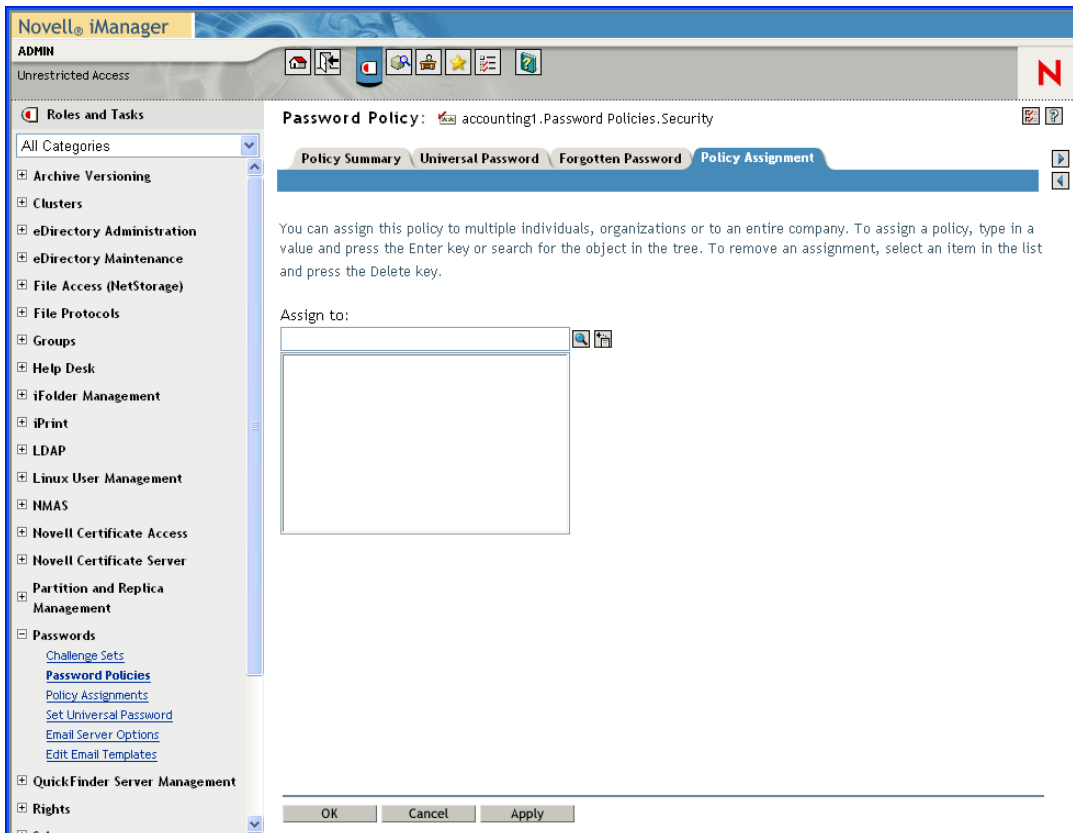 Novell® iManager
ADMIN
Unrestricted Access
N
Roles and Tasks
All Categories
Archive Versioning
Clusters
eDirectory Administration
eDirectory Maintenance
File Access (NetStorage)
File Protocols
Groups
Help Desk
iFolder Management
iPrint
LDAP
Linux User Management
NMAS
Novell Certificate Access
Novell Certificate Server
Partition and Replica
Management
Passwords
Challenge Sets
Password Policies
Policy Assignments
Set Universal Password
Email Server Options
Edit Email Templates
QuickFinder Server Management
Rights
Password Policy: accounting1.Password Policies.Security
Policy Summary Universal Password Forgotten Password Policy Assignment
You can assign this policy to multiple individuals, organizations or to an entire company. To assign a policy, type in a
value and press the Enter key or search for the object in the tree. To remove an assignment, select an item in the list
and press the Delete key.
Assign to:
OK Cancel Apply